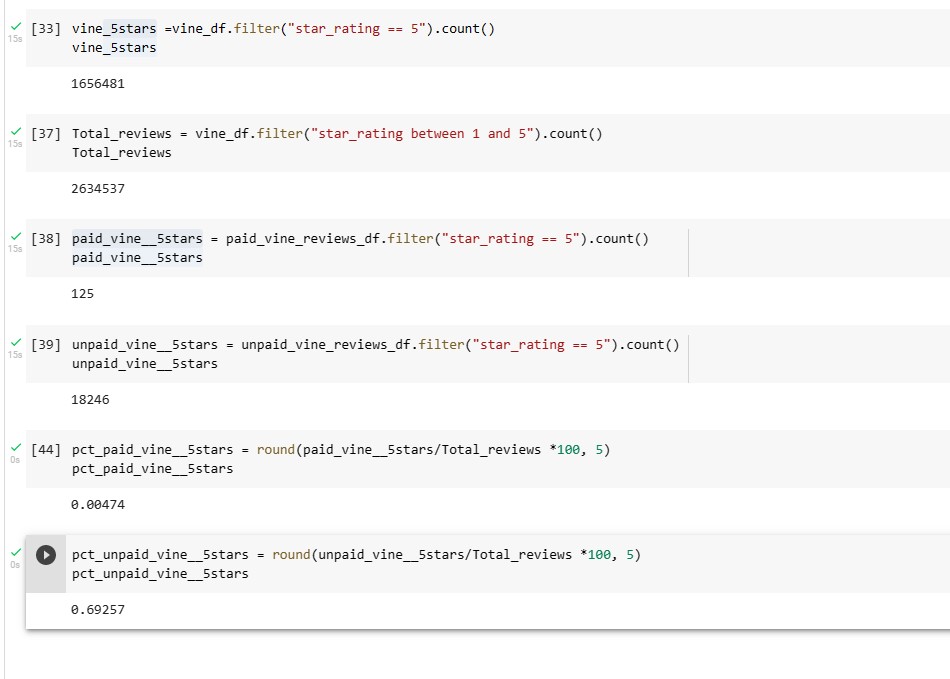 15s
[33] vine_5stars =vine_df.filter("star_rating == 5").count()
vine_5stars
1656481
15s
[37] Total_reviews = vine_df.filter("star_rating between 1 and 5").count()
Total_reviews
2634537
15s
[38] paid_vine__5stars = paid_vine_reviews_df.filter("star_rating == 5").count()
paid_vine__5stars
125
15s
[39] unpaid_vine__5stars = unpaid_vine_reviews_df.filter("star_rating == 5").count()
unpaid_vine__5stars
18246
0s
[44] pct_paid_vine__5stars = round(paid_vine__5stars/Total_reviews *100, 5)
pct_paid_vine__5stars
0.00474
0s
pct_unpaid_vine__5stars = round(unpaid_vine__5stars/Total_reviews *100, 5)
pct_unpaid_vine__5stars
0.69257